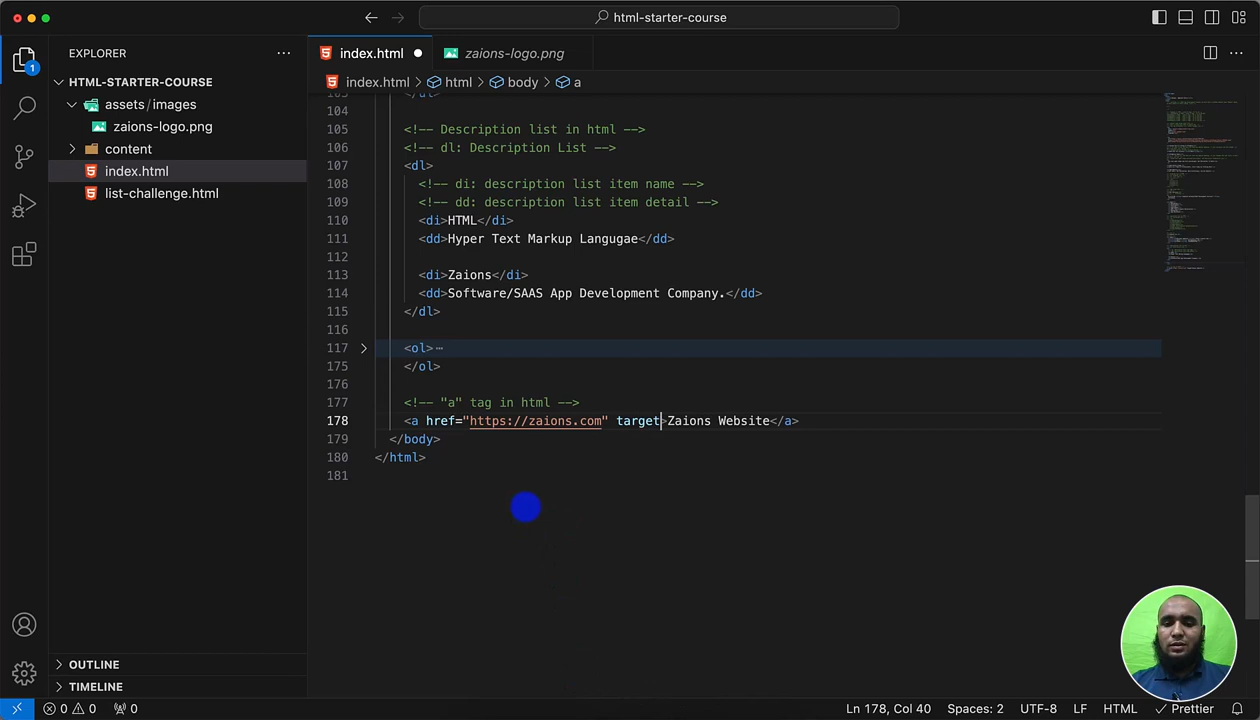 html-starter-course
EXPLORER
HTML-STARTER-COURSE
assets/images
zaions-logo.png
content
index.html
list-challenge.html
OUTLINE
TIMELINE
1
index.html
zaions-logo.png
index.html > html > body > a
104
105 <!-- Description list in html -->
106 <!-- dl: Description List -->
107 <dl>
108 <!-- di: description list item name -->
109 <!-- dd: description list item detail -->
110 <di>HTML</di>
111 <dd>Hyper Text Markup Langugae</dd>
112
113 <di>Zaions</di>
114 <dd>Software/SAAS App Development Company.</dd>
115 </dl>
116
117 <ol>⋯
175 </ol>
176
177 <!-- "a" tag in html -->
178 <a href="https://zaions.com" target>Zaions Website</a>
179 </body>
180 </html>
181
0 0 0 Ln 178, Col 40 Spaces: 2 UTF-8 LF HTML Prettier